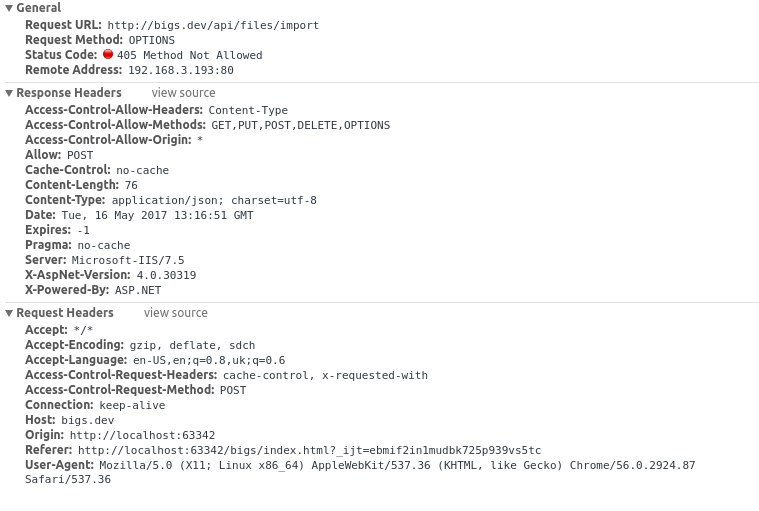 ▼ General
Request URL: http://bigs.dev/api/files/import
Request Method: OPTIONS
Status Code: 405 Method Not Allowed
Remote Address: 192.168.3.193:80
▼ Response Headers view source
Access-Control-Allow-Headers: Content-Type
Access-Control-Allow-Methods: GET,PUT,POST,DELETE,OPTIONS
Access-Control-Allow-Origin: *
Allow: POST
Cache-Control: no-cache
Content-Length: 76
Content-Type: application/json; charset=utf-8
Date: Tue, 16 May 2017 13:16:51 GMT
Expires: -1
Pragma: no-cache
Server: Microsoft-IIS/7.5
X-AspNet-Version: 4.0.30319
X-Powered-By: ASP.NET
▼ Request Headers view source
Accept: */*
Accept-Encoding: gzip, deflate, sdch
Accept-Language: en-US,en;q=0.8,uk;q=0.6
Access-Control-Request-Headers: cache-control, x-requested-with
Access-Control-Request-Method: POST
Connection: keep-alive
Host: bigs.dev
Origin: http://localhost:63342
Referer: http://localhost:63342/bigs/index.html?_ijt=ebmif2in1mudbk725p939vs5tc
User-Agent: Mozilla/5.0 (X11; Linux x86_64) AppleWebKit/537.36 (KHTML, like Gecko) Chrome/56.0.2924.87
Safari/537.36